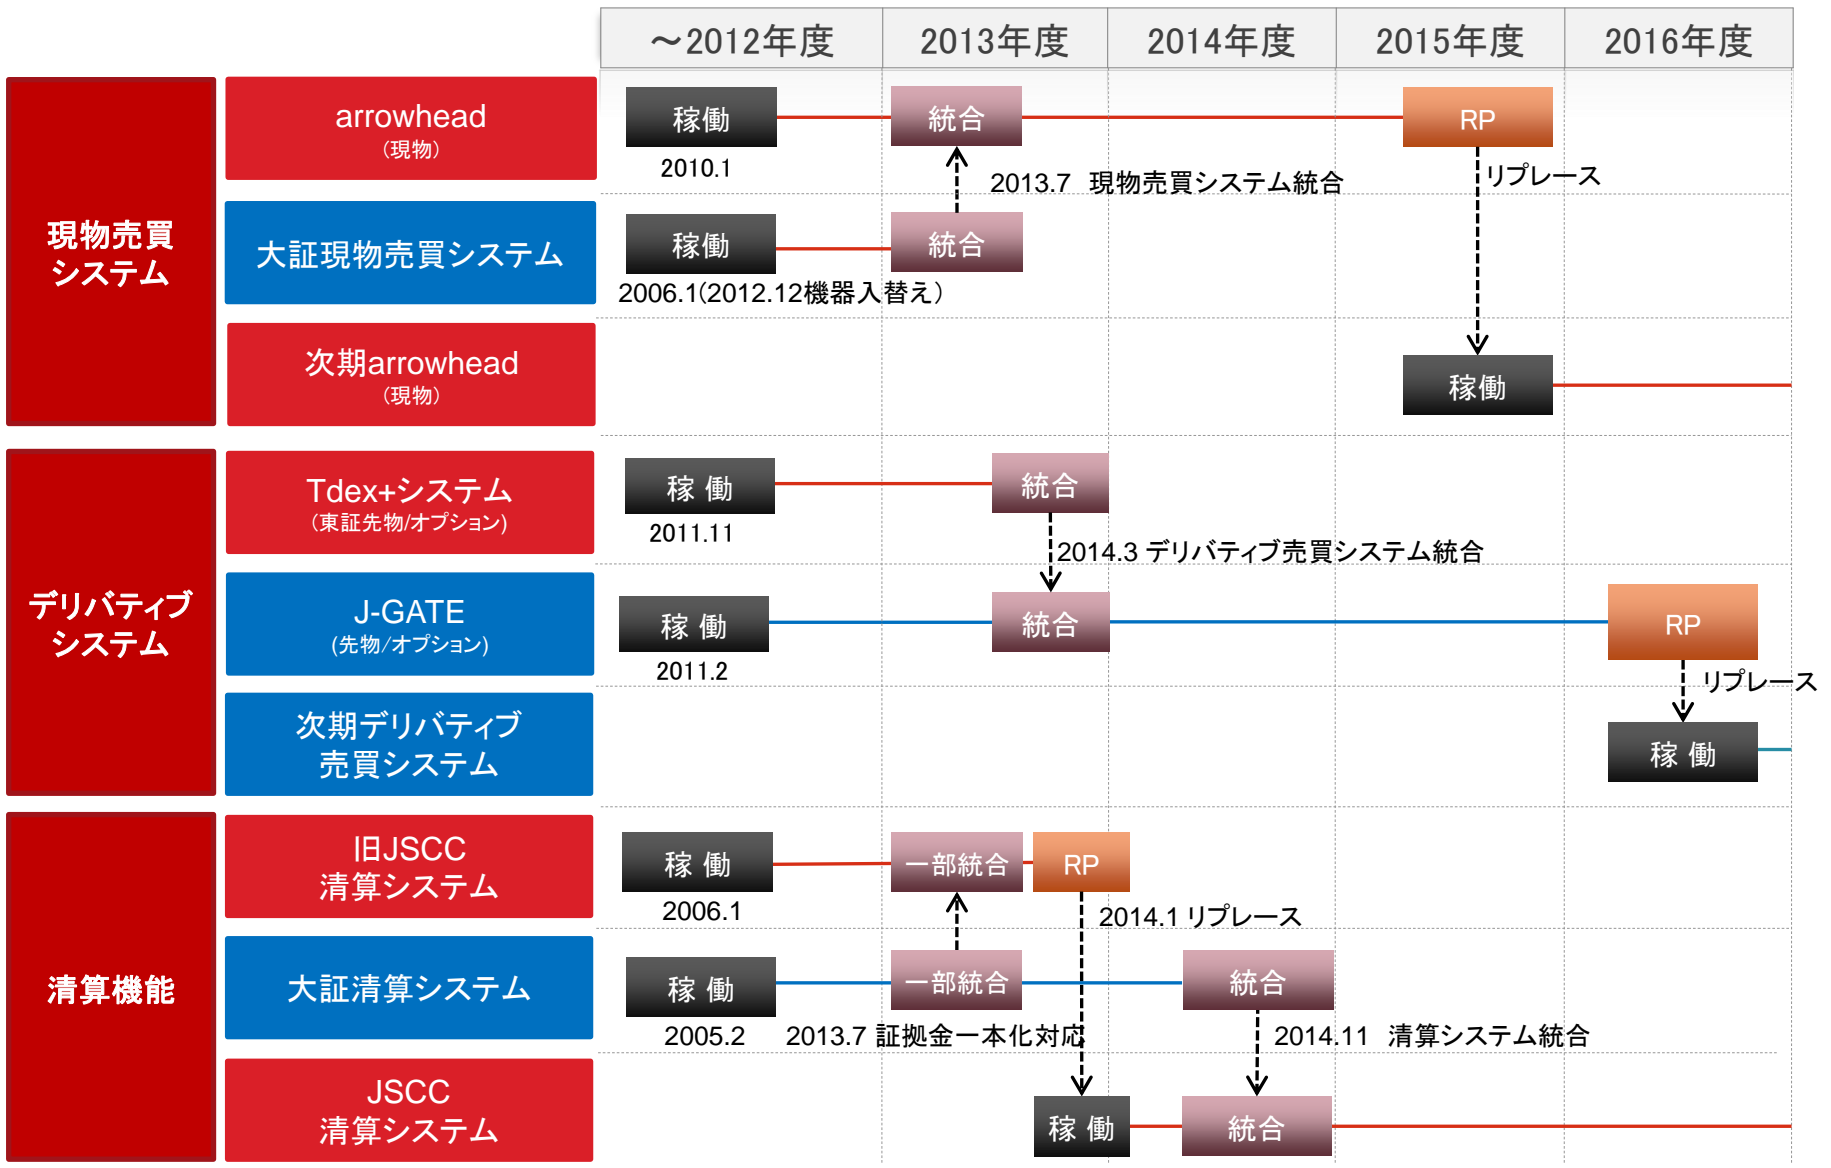 ～2012年度
2013年度
2014年度
2015年度
2016年度
現物売買
システム
arrowhead
（現物）
稼働
2010.1
統合
2013.7 現物売買システム統合
RP
リプレース
大証現物売買システム
稼働
統合
2006.1(2012.12機器入替え）
次期arrowhead
（現物）
稼働
デリバティブ
システム
Tdex+システム
（東証先物/オプション)
稼 働
2011.11
統合
2014.3 デリバティブ売買システム統合
J-GATE
(先物/オプション)
稼 働
2011.2
統合
RP
リプレース
次期デリバティブ
売買システム
稼 働
清算機能
旧JSCC
清算システム
稼 働
2006.1
一部統合
RP
2014.1 リプレース
大証清算システム
稼 働
2005.2
一部統合
2013.7 証拠金一本化対応
統合
2014.11 清算システム統合
JSCC
清算システム
稼 働
統合